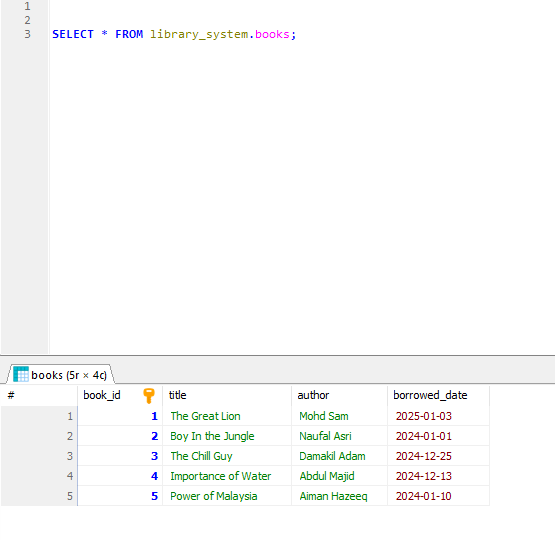 1
2
3 SELECT * FROM library_system.books;
books (5r × 4c)
# book_id title author borrowed_date
1 1 The Great Lion Mohd Sam 2025-01-03
2 2 Boy In the Jungle Naufal Asri 2024-01-01
3 3 The Chill Guy Damakil Adam 2024-12-25
4 4 Importance of Water Abdul Majid 2024-12-13
5 5 Power of Malaysia Aiman Hazeeq 2024-01-10